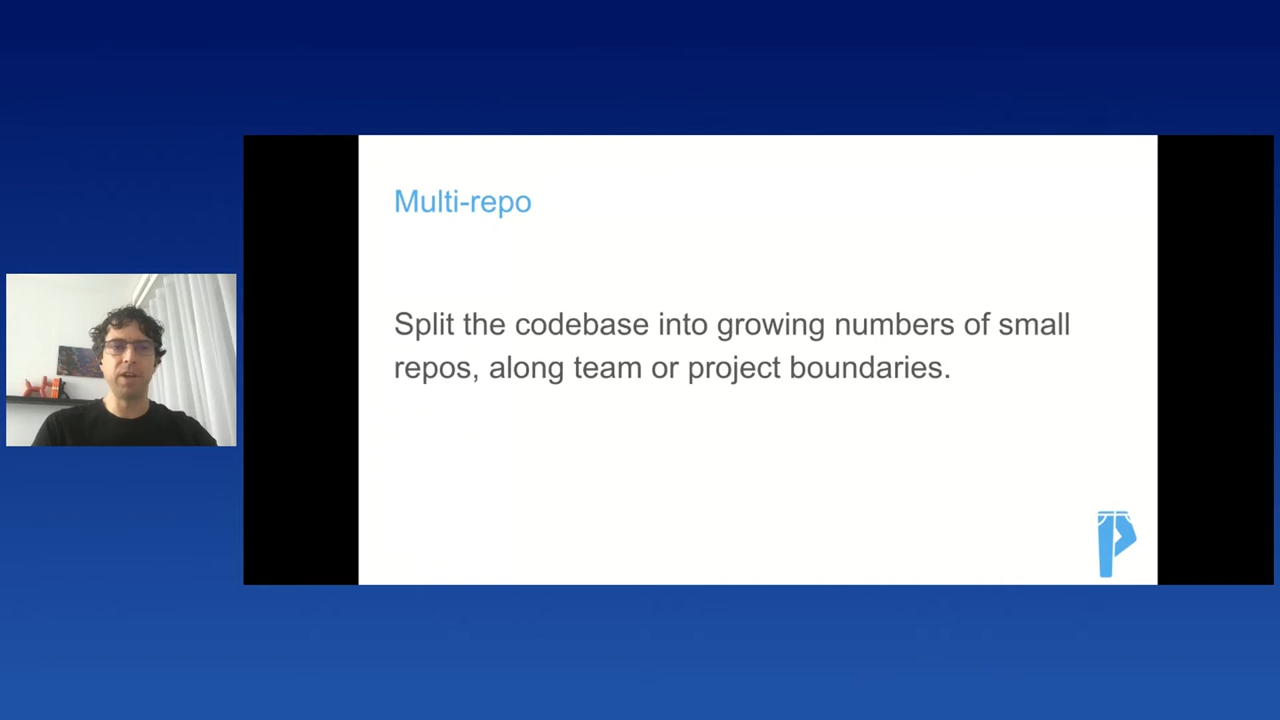 Multi-repo
Split the codebase into growing numbers of small
repos, along team or project boundaries.